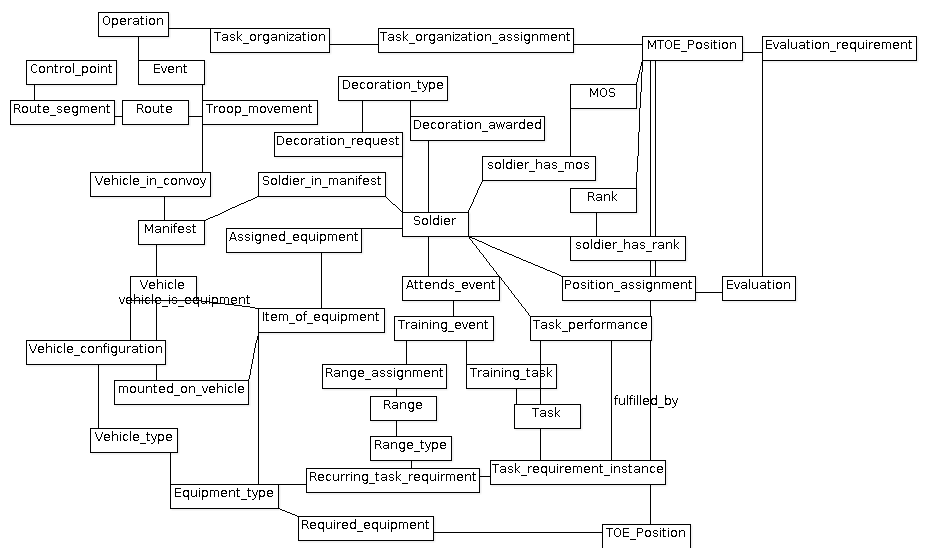 Operation
Task_organization
Task_organization_assignment
MTOE_Position
Evaluation_requirement
Control_point
Event
Decoration_type
MOS
Route_segment
Route
Troop_movement
Decoration_awarded
Decoration_request
soldier_has_mos
Vehicle_in_convoy
Soldier_in_manifest
Rank
Manifest
Assigned_equipment
Soldier
soldier_has_rank
Vehicle
vehicle_is_equipment
Attends_event
Position_assignment
Evaluation
Item_of_equipment
Training_event
Task_performance
Vehicle_configuration
mounted_on_vehicle
Range_assignment
Training_task
Range
Task
fulfilled_by
Vehicle_type
Range_type
Recurring_task_requirment
Task_requirement_instance
Equipment_type
Required_equipment
TOE_Position